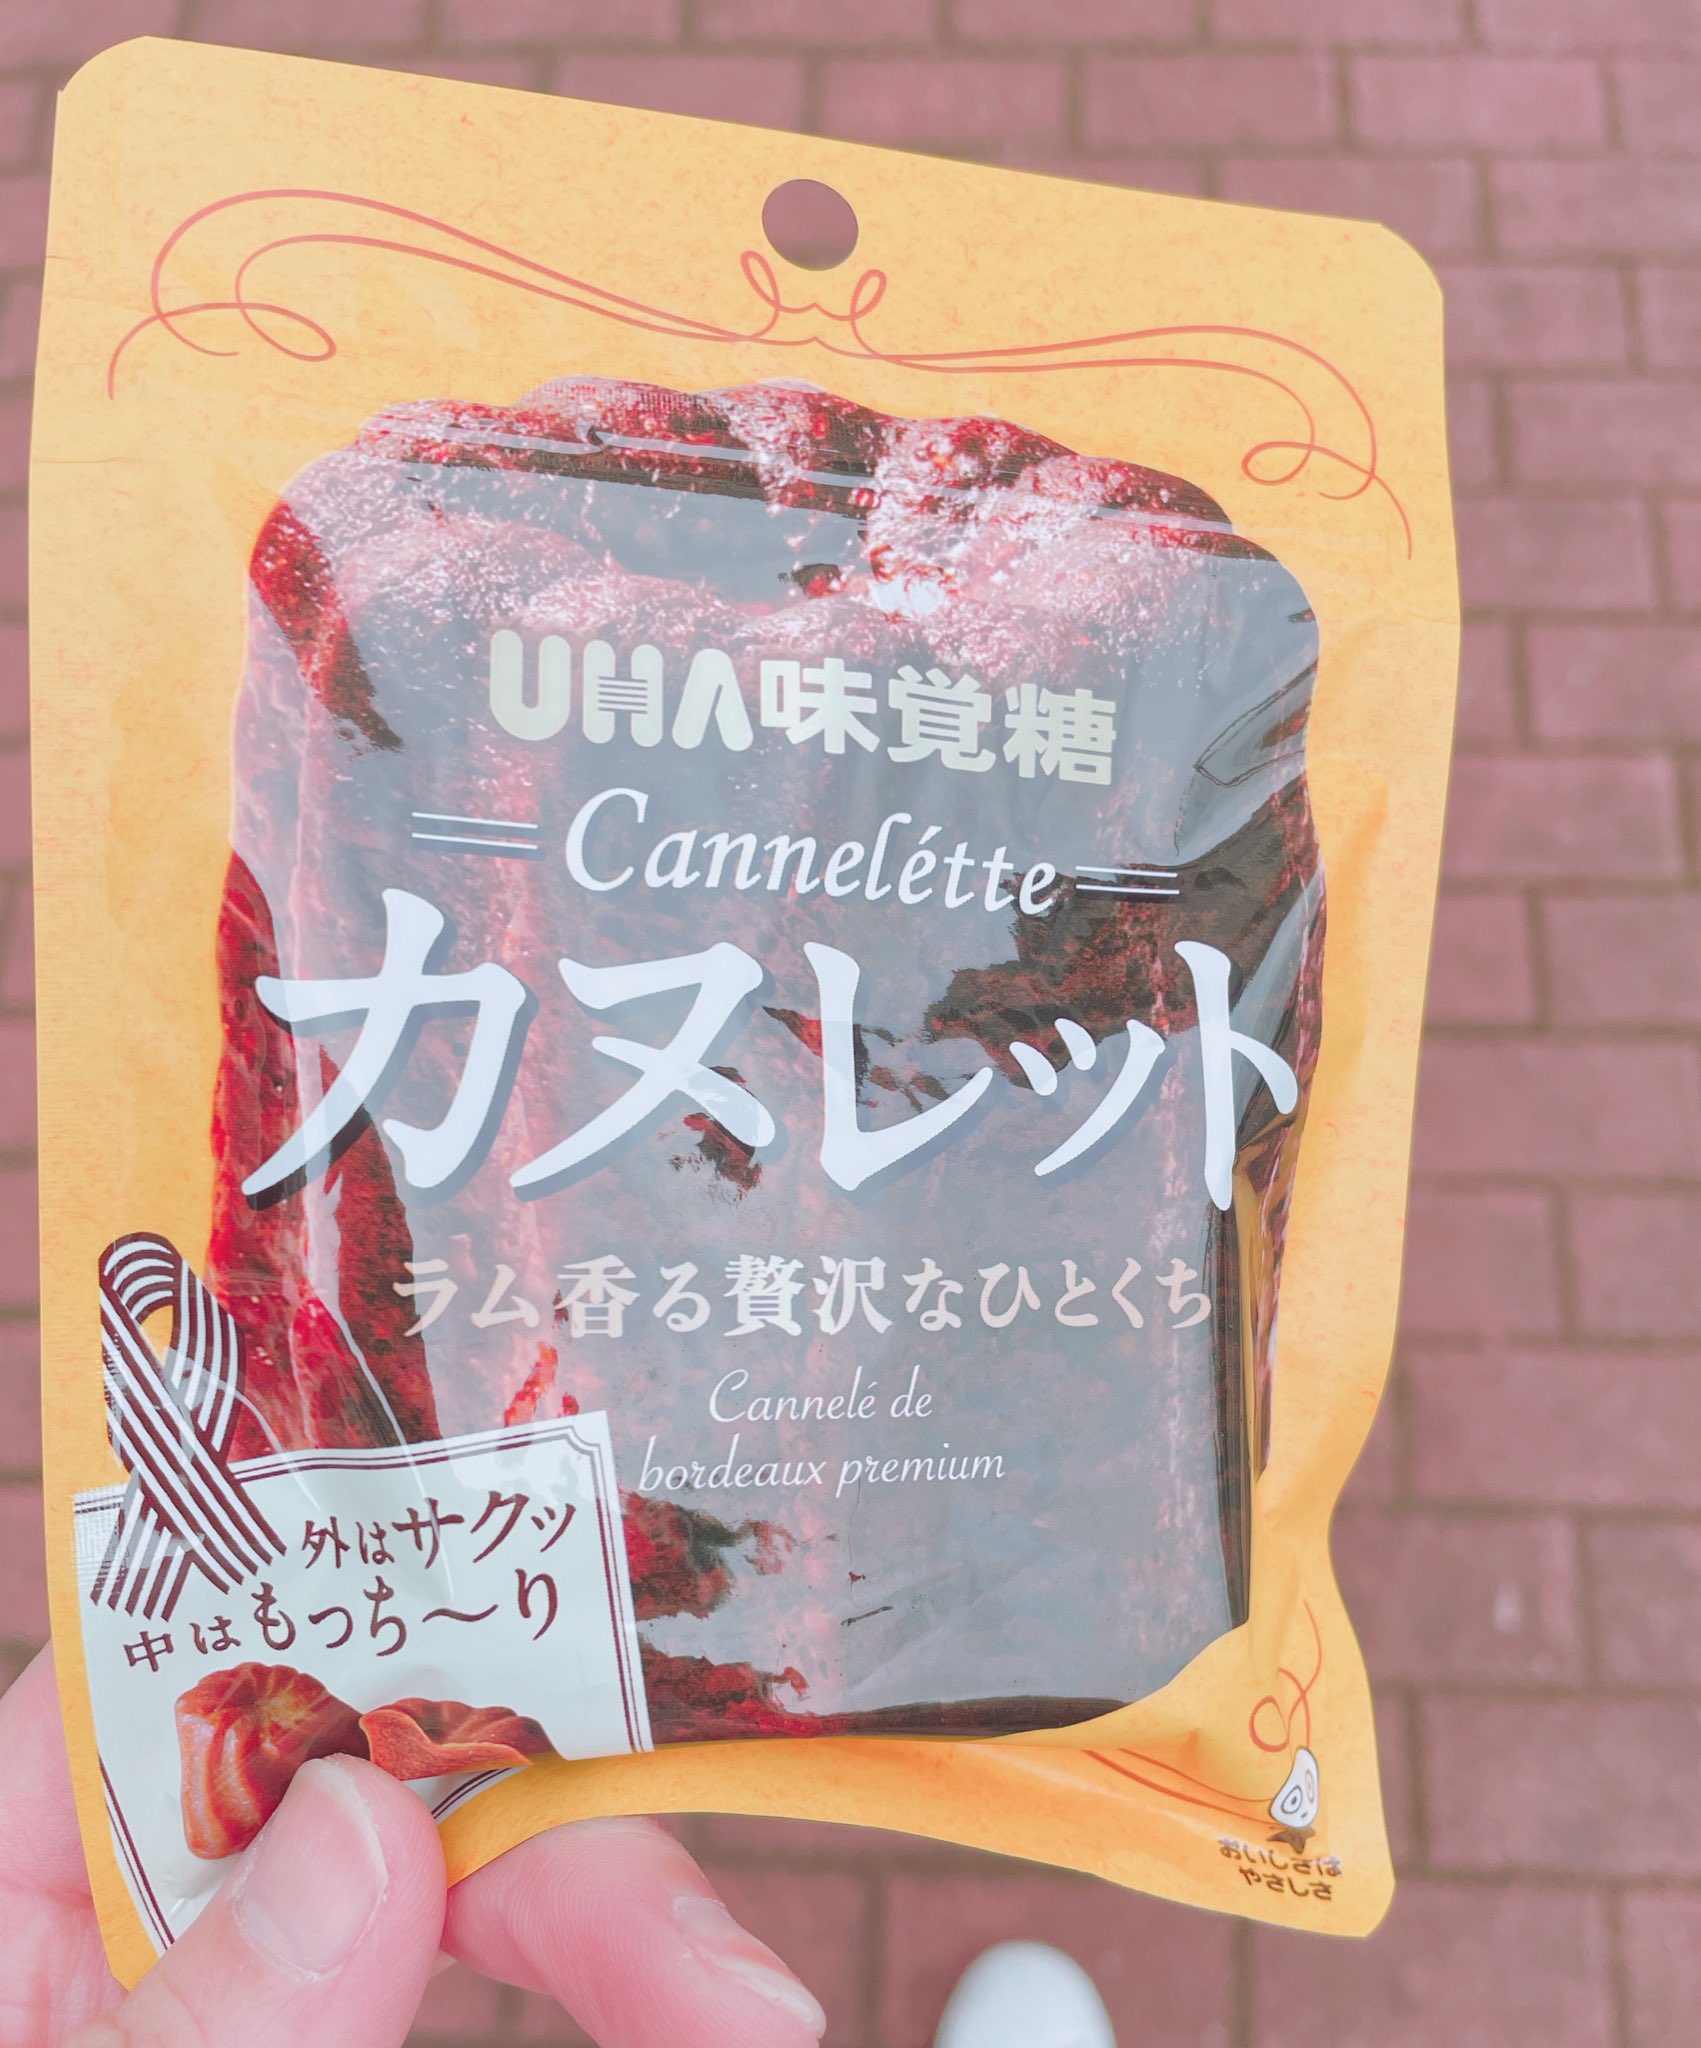 UHA味覚糖
Cannelétte
カヌレット
ラム香る贅沢なひとくち
Cannelé de
bordeaux premium
外はサクッ
中はもっち〜り
おいしさは
やさしさ